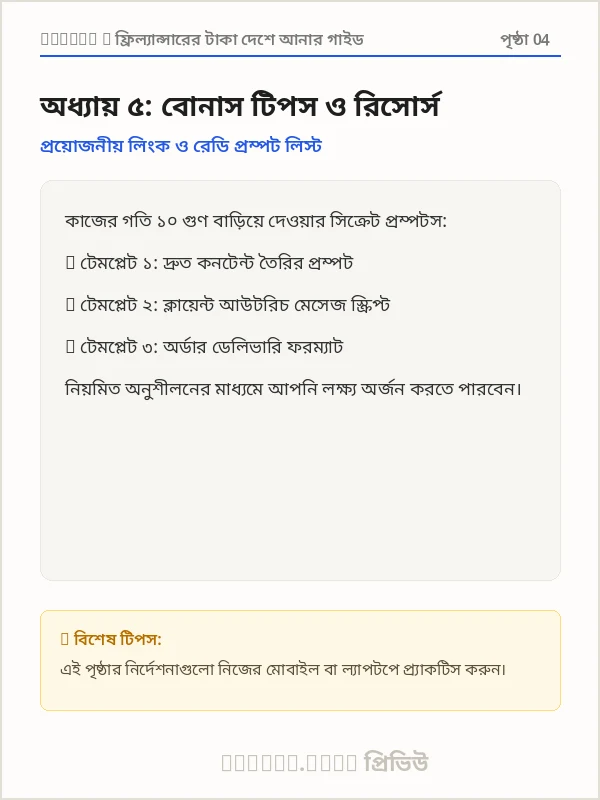 ফ্রিল্যান্সারের টাকা দেশে আনার গাইড
পৃষ্ঠা 04
অধ্যায় ৫: বোনাস টিপস ও রিসোর্স
প্রয়োজনীয় লিংক ও রেডি প্রম্পট লিস্ট
কাজের গতি ১০ গুণ বাড়িয়ে দেওয়ার সিক্রেট প্রম্পটস:
টেমপ্লেট ১: দ্রুত কনটেন্ট তৈরির প্রম্পট
টেমপ্লেট ২: ক্লায়েন্ট আউটরিচ মেসেজ স্ক্রিপ্ট
টেমপ্লেট ৩: অর্ডার ডেলিভারি ফরম্যাট
নিয়মিত অনুশীলনের মাধ্যমে আপনি লক্ষ্য অর্জন করতে পারবেন।
বিশেষ টিপস:
এই পৃষ্ঠার নির্দেশনাগুলো নিজের মোবাইল বা ল্যাপটপে প্র্যাকটিস করুন।
প্রিভিউ